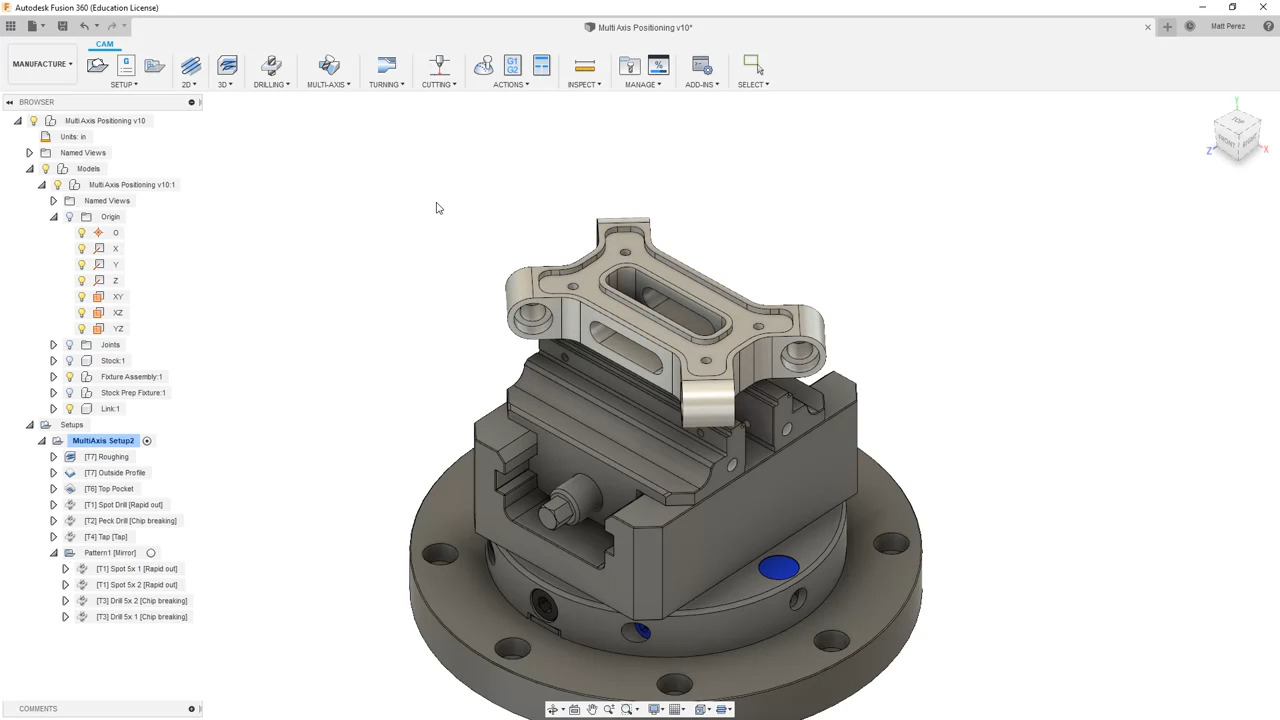 Autodesk Fusion 360 (Education License)
Multi Axis Positioning v10*
Matt Perez
CAM
MANUFACTURE
SETUP
2D
3D
DRILLING
MULTI-AXIS
TURNING
CUTTING
G1
G2
ACTIONS
INSPECT
MANAGE
ADD-INS
SELECT
BROWSER
Multi Axis Positioning v10
Units: in
Named Views
Models
Multi Axis Positioning v10:1
Named Views
Origin
O
X
Y
Z
XY
XZ
YZ
Joints
Stock:1
Fixture Assembly:1
Stock Prep Fixture:1
Link:1
Setups
MultiAxis Setup2
[T7] Roughing
[T7] Outside Profile
[T6] Top Pocket
[T1] Spot Drill [Rapid out]
[T2] Peck Drill [Chip breaking]
[T4] Tap [Tap]
Pattern1 [Mirror]
[T1] Spot 5x 1 [Rapid out]
[T1] Spot 5x 2 [Rapid out]
[T3] Drill 5x 2 [Chip breaking]
[T3] Drill 5x 1 [Chip breaking]
COMMENTS
Y
TOP
FRONT
RIGHT
Z
X